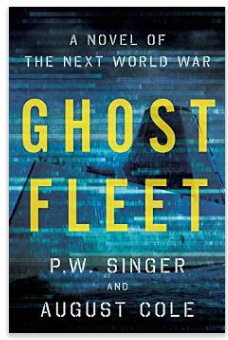 A NOVEL OF
THE NEXT WORLD WAR
GHOST
FLEET
P.W. SINGER
AND
AUGUST COLE